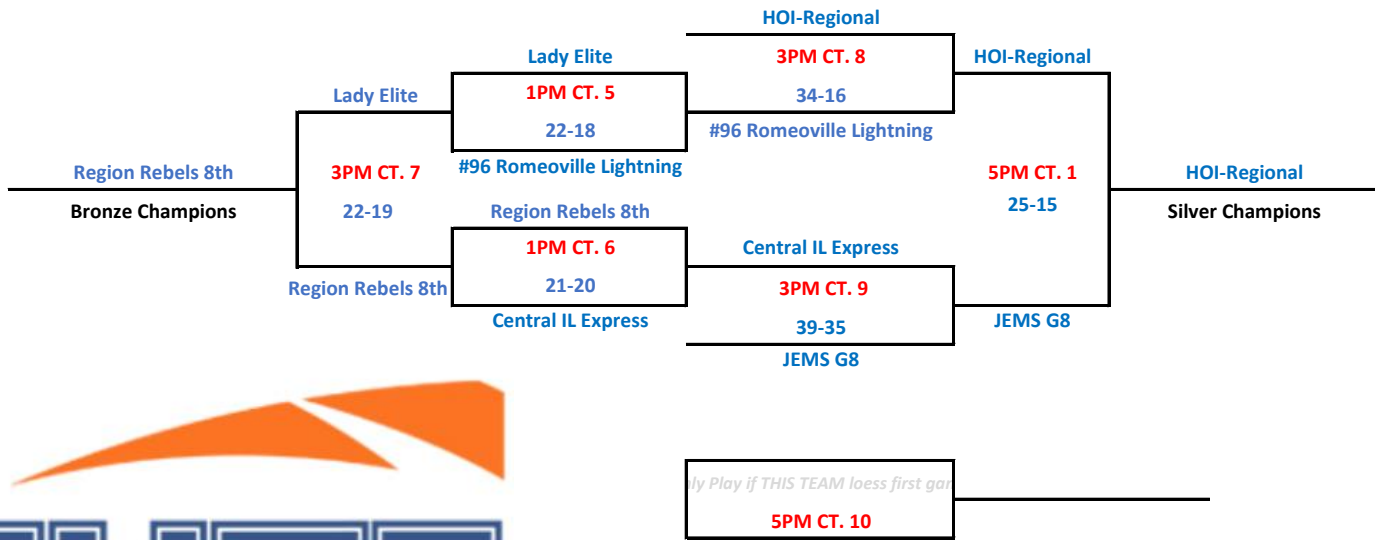 HOI-Regional
Lady Elite
3PM CT. 8
HOI-Regional
Lady Elite
1PM CT. 5
34-16
22-18
#96 Romeoville Lightning
Region Rebels 8th
3PM CT. 7
#96 Romeoville Lightning
5PM CT. 1
HOI-Regional
Bronze Champions
22-19
Region Rebels 8th
25-15
Silver Champions
1PM CT. 6
Central IL Express
Region Rebels 8th
21-20
3PM CT. 9
Central IL Express
39-35
JEMS G8
JEMS G8
Play if THIS TEAM loess first
5PM CT. 10